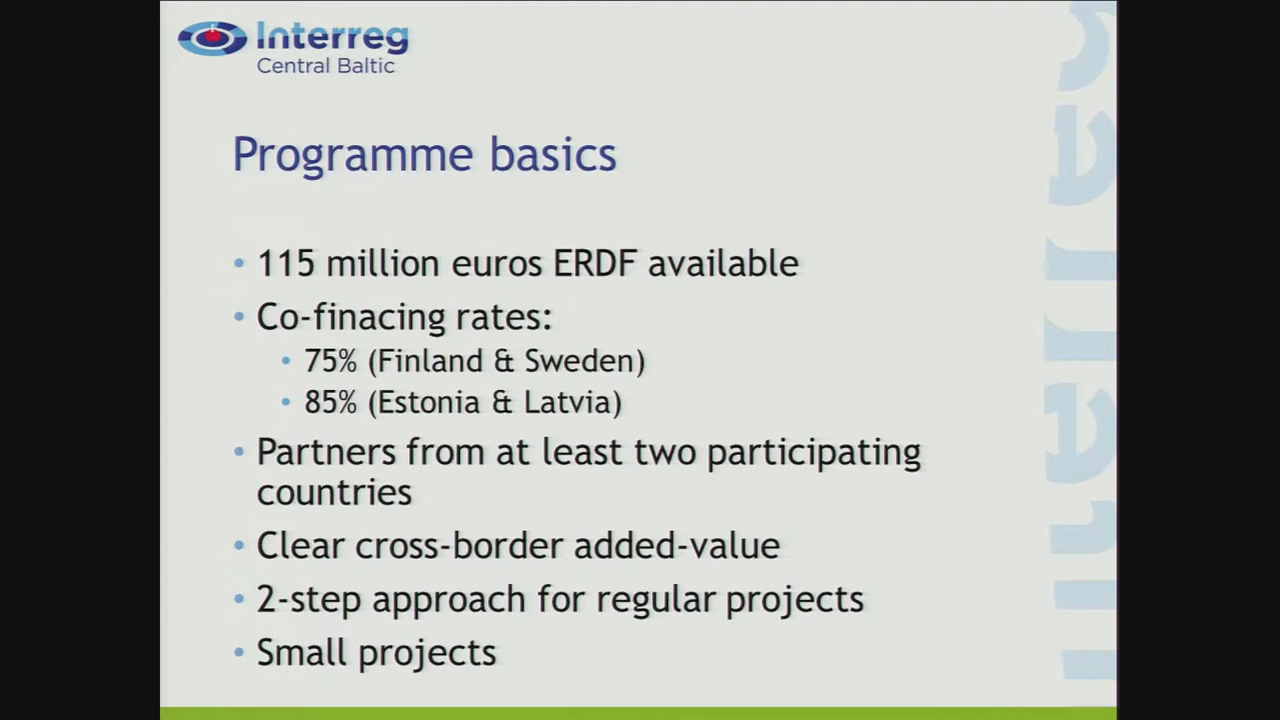 Interreg
Central Baltic
Programme basics
• 115 million euros ERDF available
• Co-finacing rates:
• 75% (Finland & Sweden)
• 85% (Estonia & Latvia)
• Partners from at least two participating
countries
• Clear cross-border added-value
• 2-step approach for regular projects
• Small projects